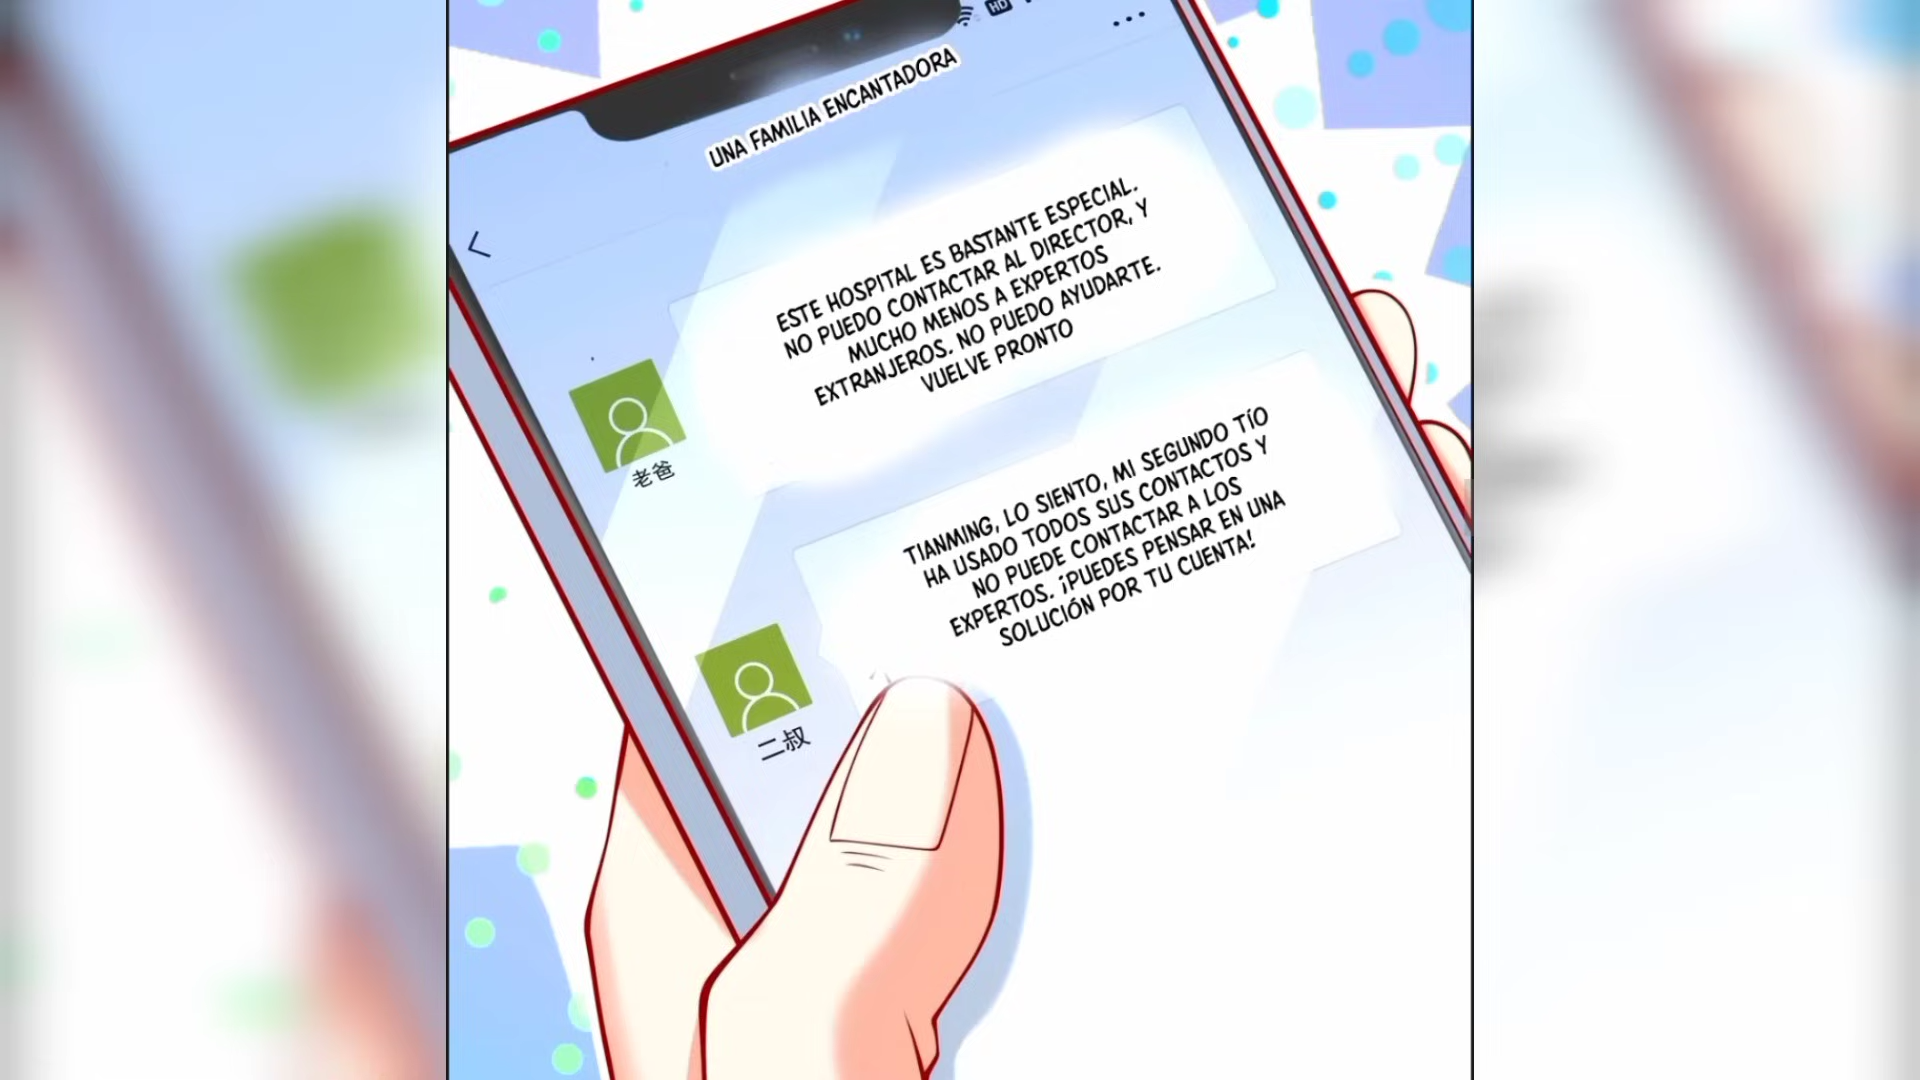 HD
UNA FAMILIA ENCANTADORA
ESTE HOSPITAL ES BASTANTE ESPECIAL.
NO PUEDO CONTACTAR AL DIRECTOR, Y
MUCHO MENOS A EXPERTOS
EXTRANJEROS. NO PUEDO AYUDARTE.
VUELVE PRONTO
老爸
TIANMING, LO SIENTO, MI SEGUNDO TÍO
HA USADO TODOS SUS CONTACTOS Y
NO PUEDE CONTACTAR A LOS
EXPERTOS. ¡PUEDES PENSAR EN UNA
SOLUCIÓN POR TU CUENTA!
二叔